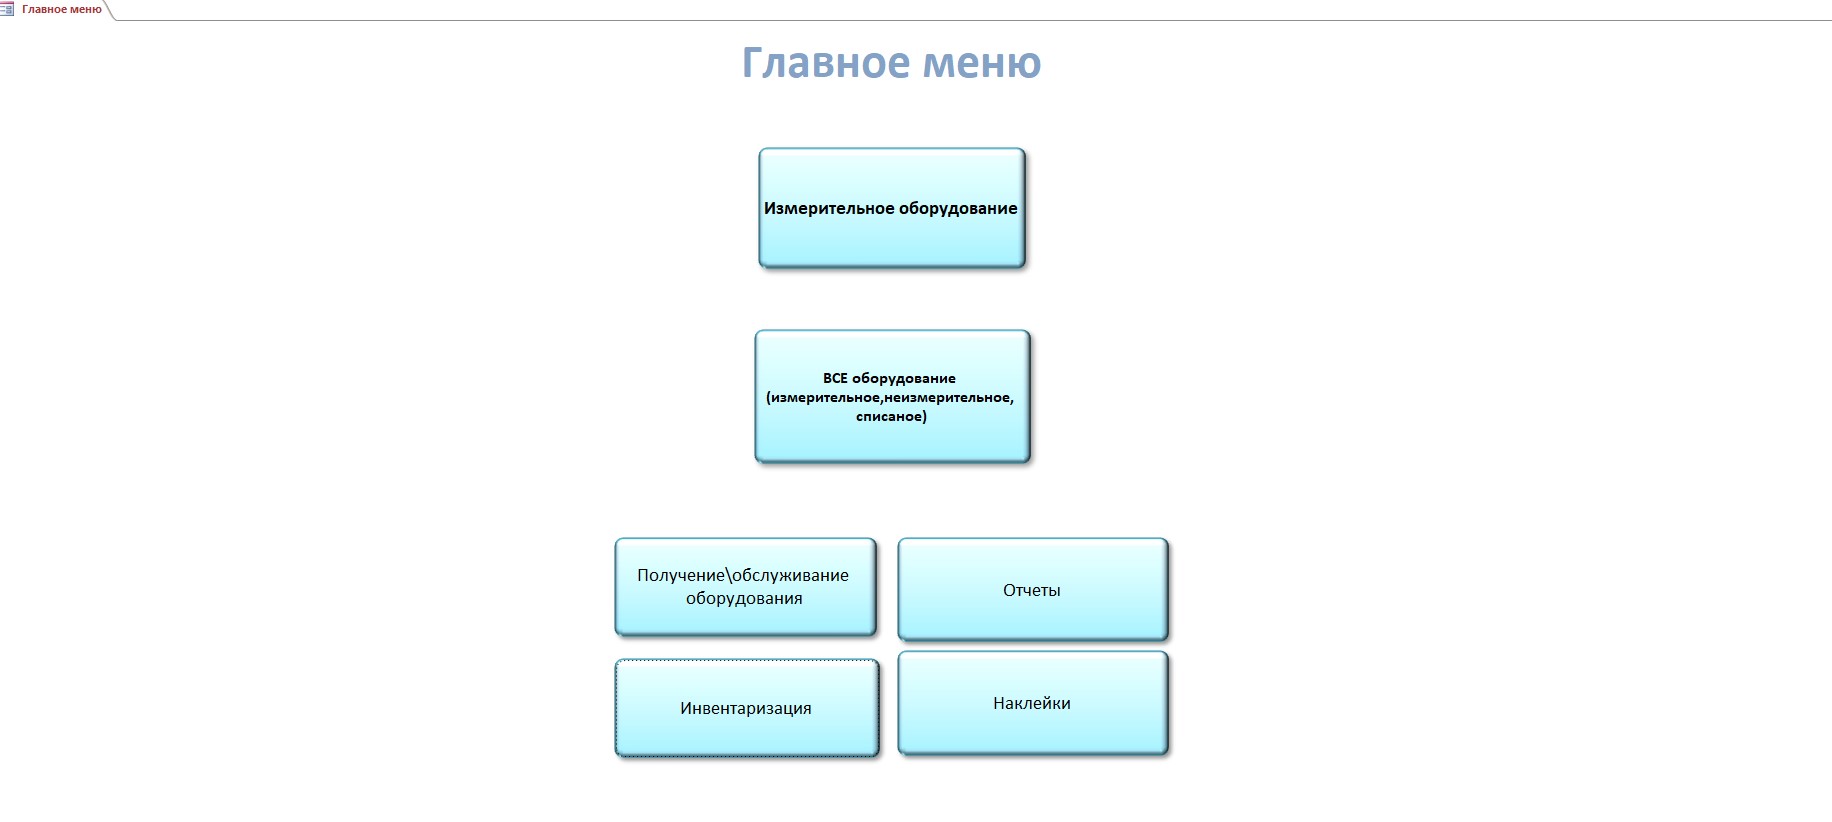 Главное меню
Главное меню
Измерительное оборудование
ВСЕ оборудование
(измерительное,неизмерительное,
списаное)
Получение\обслуживание
оборудования
Отчеты
Инвентаризация
Наклейки